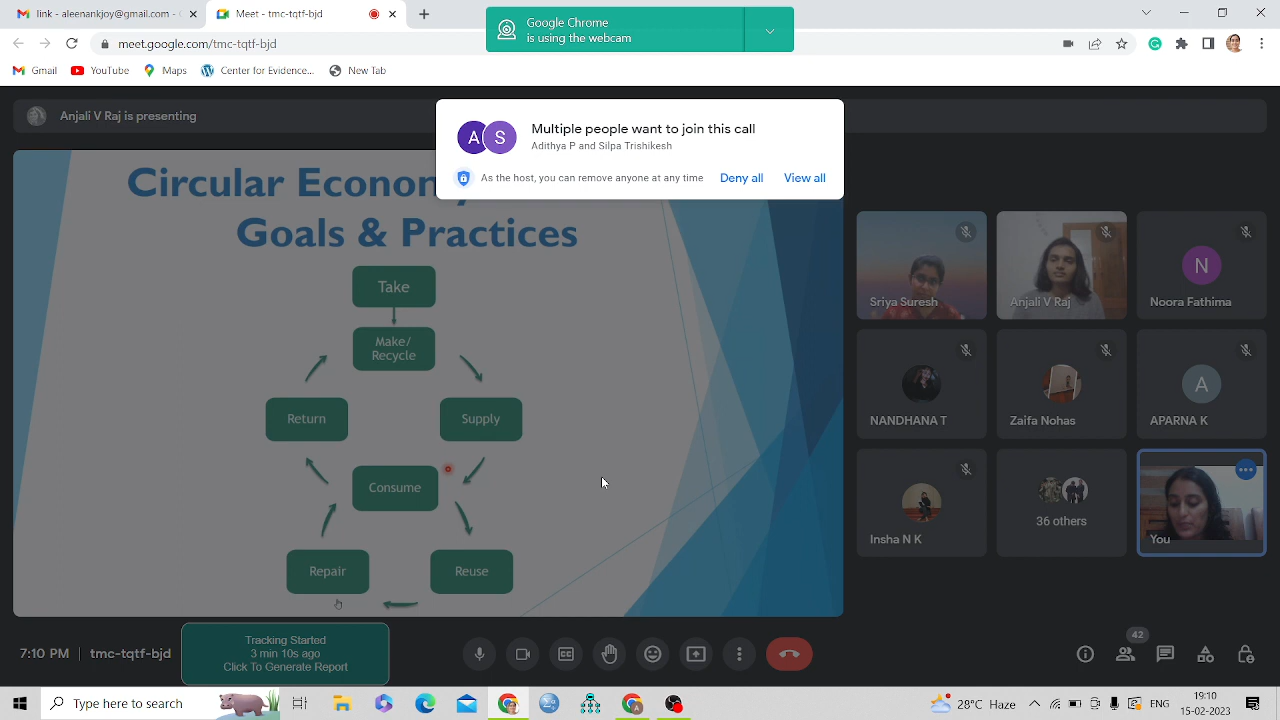 link - leenankj@gmail.com -
Meet - tmc-tqtf-bjd
Google Chrome
is using the webcam
meet.google.com/tmc-tqtf-bjd
Gmail
YouTube
Maps
Center for Evidence...
New Tab
Anjali V Raj is presenting
A
S
Multiple people want to join this call
Adithya P and Silpa Trishikesh
As the host, you can remove anyone at any time
Deny all
View all
Circular Economy
Goals & Practices
Take
Make/
Recycle
Return
Supply
Consume
Repair
Reuse
Sriya Suresh
Anjali V Raj
N
Noora Fathima
NANDHANA T
Zaifa Nohas
A
APARNA K
Insha N K
36 others
You
7:10 PM
tmc-tqtf-bjd
Tracking Started
3 min 10s ago
Click To Generate Report
42
Type here to search
A
28°C Haze
ENG
19:10
15-02-2023